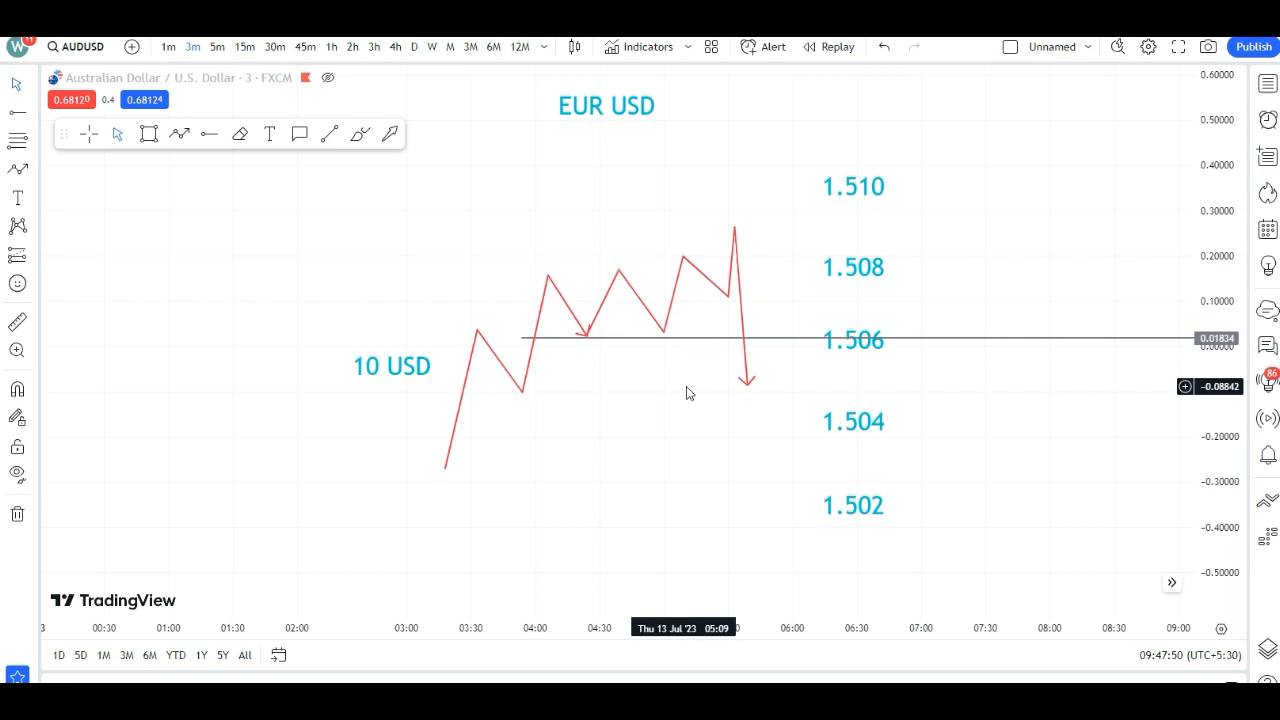 W 11 AUDUSD 1m 3m 5m 15m 30m 45m 1h 2h 3h 4h D W M 3M 6M 12M Indicators Alert Replay Unnamed Publish
Australian Dollar / U.S. Dollar · 3 · FXCM
0.68120 0.4 0.68124
EUR USD
1.510
1.508
1.506
1.504
1.502
10 USD
0.60000
0.50000
0.40000
0.30000
0.20000
0.10000
0.01834
0.00000
−0.08842
−0.20000
−0.30000
−0.40000
−0.50000
86
TradingView
3 00:30 01:00 01:30 02:00 03:00 03:30 04:00 04:30 Thu 13 Jul '23 05:09 06:00 06:30 07:00 07:30 08:00 08:30 09:00
1D 5D 1M 3M 6M YTD 1Y 5Y All 09:47:50 (UTC+5:30)